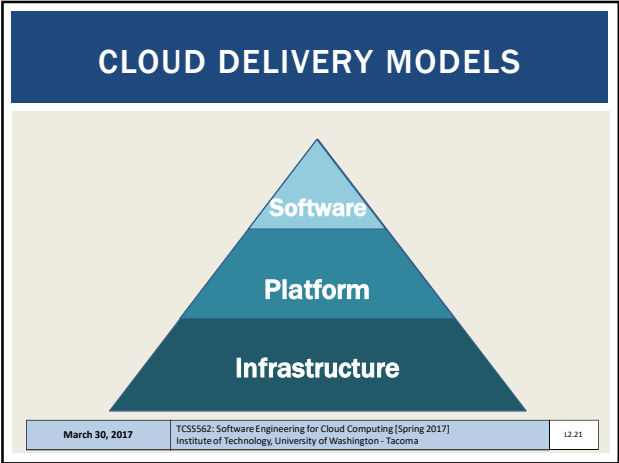 CLOUD DELIVERY MODELS
Software
Platform
Infrastructure
March 30, 2017
TCSS562: Software Engineering for Cloud Computing [Spring 2017]
Institute of Technology, University of Washington - Tacoma
L2.21